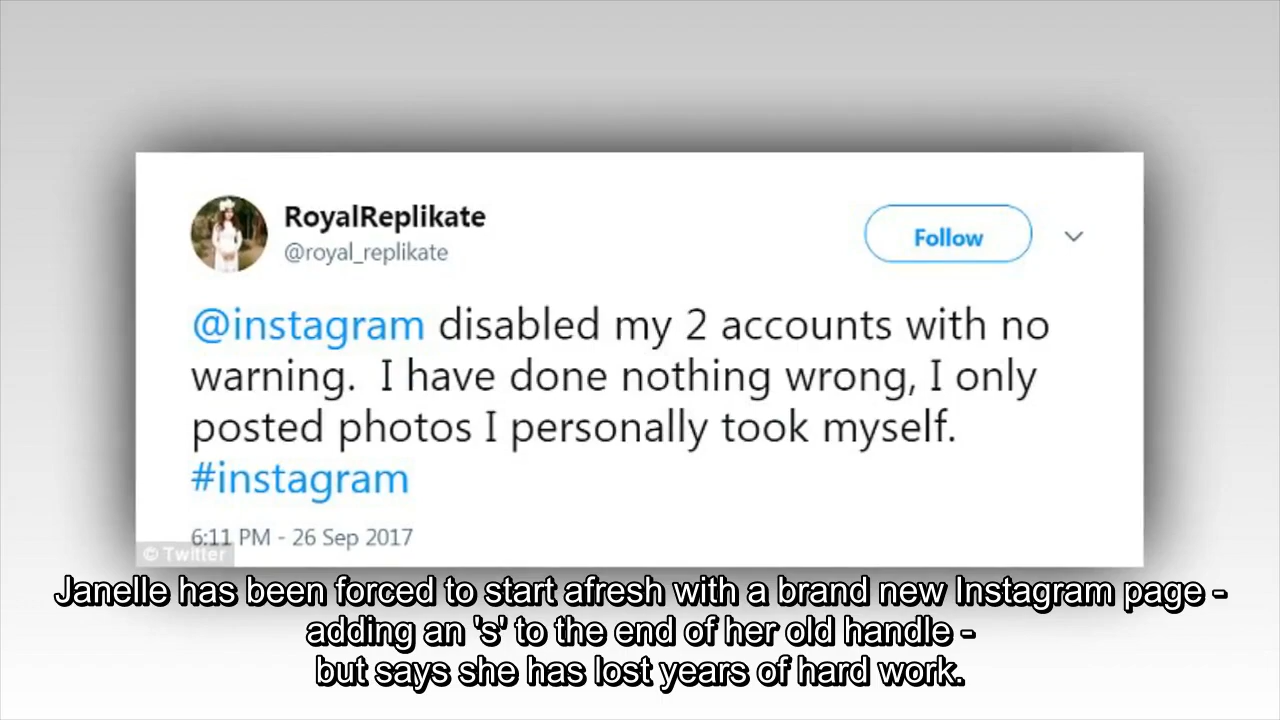 RoyalReplikate
@royal_replikate
Follow
@instagram disabled my 2 accounts with no
warning. I have done nothing wrong, I only
posted photos I personally took myself.
#instagram
6:11 PM - 26 Sep 2017
© Twitter
Janelle has been forced to start afresh with a brand new Instagram page -
adding an 's' to the end of her old handle -
but says she has lost years of hard work.